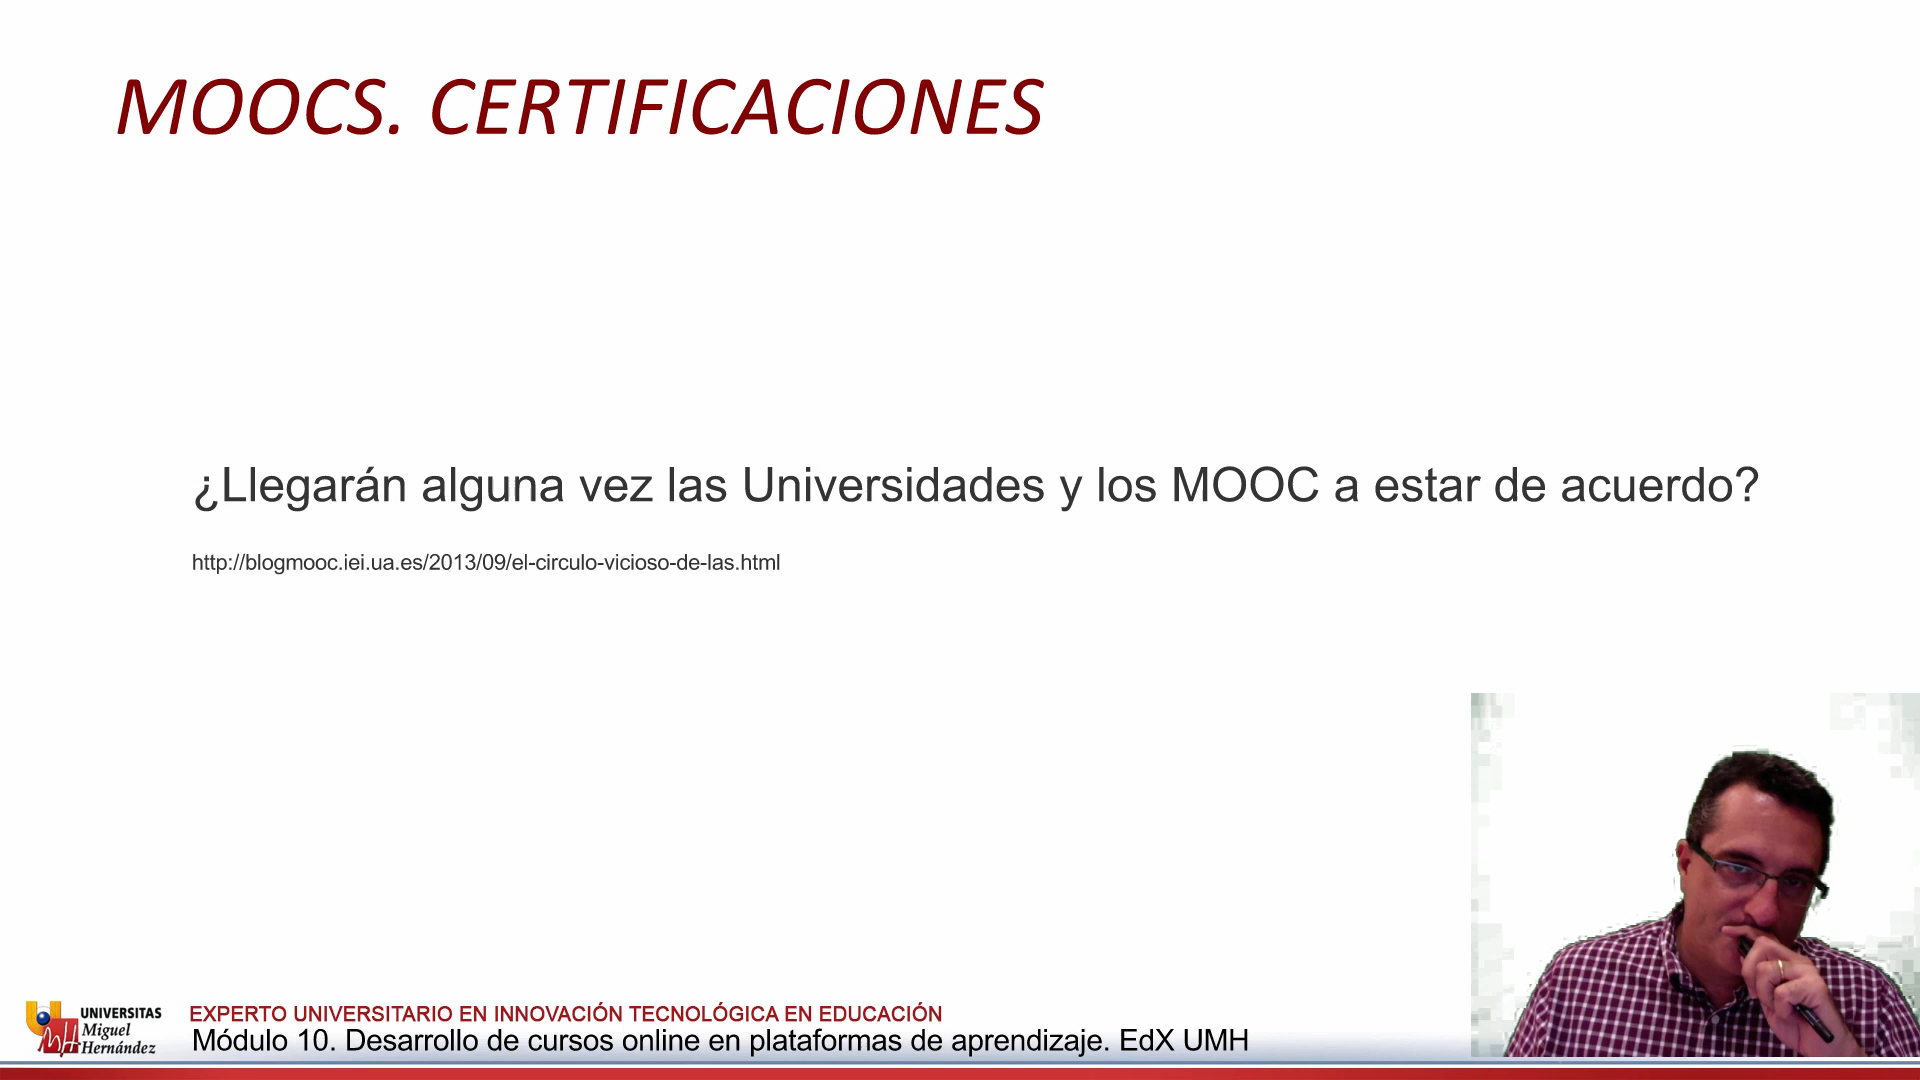 MOOCS. CERTIFICACIONES
¿Llegarán alguna vez las Universidades y los MOOC a estar de acuerdo?
http://blogmooc.iei.ua.es/2013/09/el-circulo-vicioso-de-las.html
UNIVERSITAS
Miguel
Hernández
EXPERTO UNIVERSITARIO EN INNOVACIÓN TECNOLÓGICA EN EDUCACIÓN
Módulo 10. Desarrollo de cursos online en plataformas de aprendizaje. EdX UMH